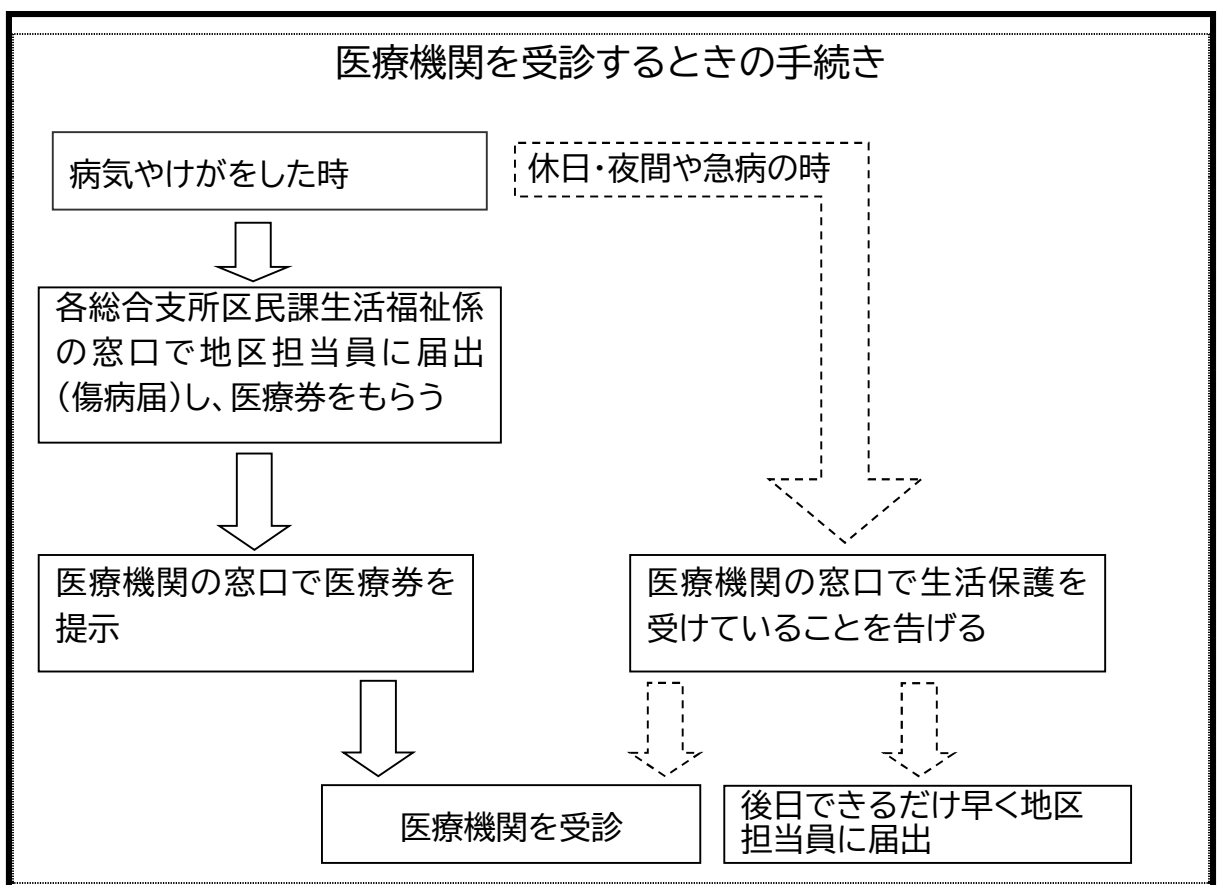 医療機関を受診するときの手続き
病気やけがをした時
休日・夜間や急病の時
各総合支所区民課生活福祉係
の窓口で地区担当員に届出
(傷病届)し、医療券をもらう
医療機関の窓口で医療券を
提示
医療機関の窓口で生活保護を
受けていることを告げる
医療機関を受診
後日できるだけ早く地区
担当員に届出